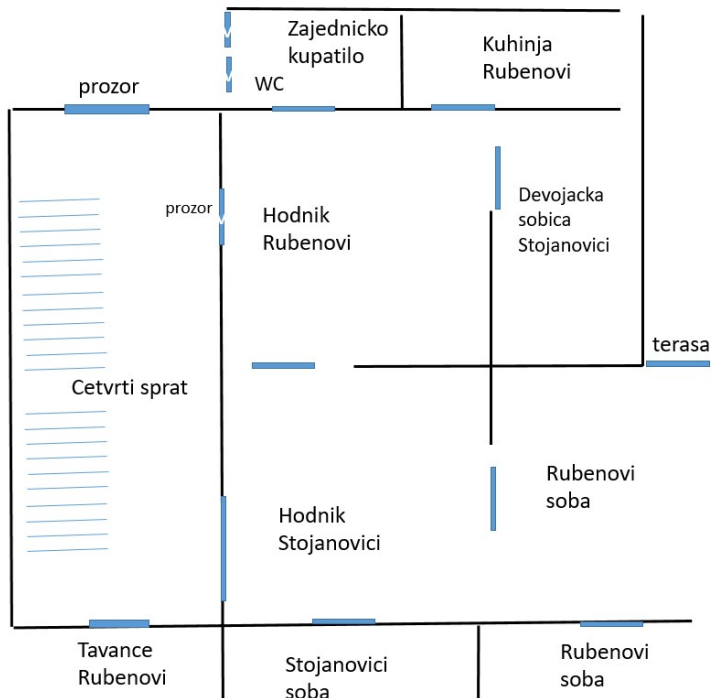 Zajednicko
kupatilo
WC
Kuhinja
Rubenovi
prozor
prozor
Hodnik
Rubenovi
Devojacka
sobica
Stojanovici
terasa
Cetvrti sprat
Rubenovi
soba
Hodnik
Stojanovici
Tavance
Rubenovi
Stojanovici
soba
Rubenovi
soba